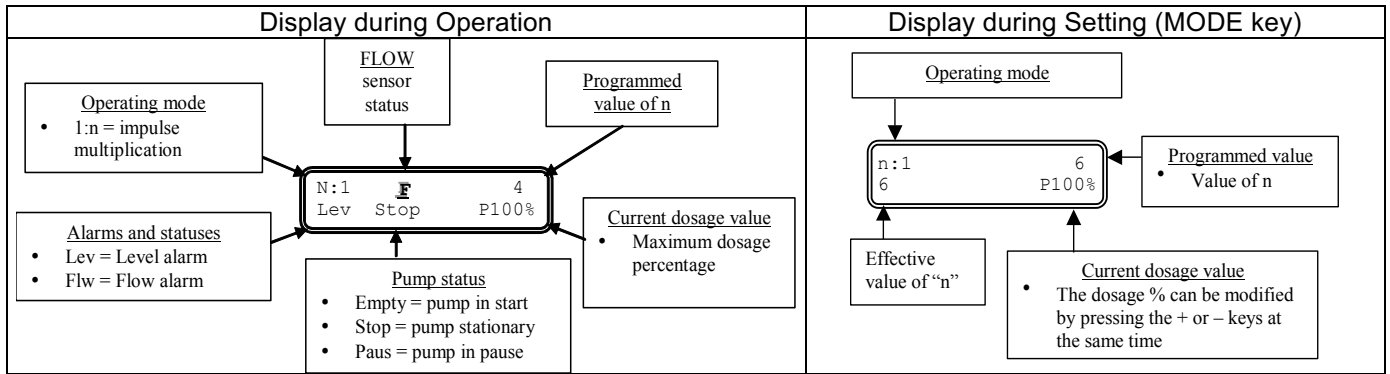 Display during Operation
FLOW
sensor
status
Operating mode
• 1:n = impulse
multiplication
Programmed
value of n
N:1 F 4
Lev Stop P100%
Alarms and statuses
• Lev = Level alarm
• Flw = Flow alarm
Pump status
• Empty = pump in start
• Stop = pump stationary
• Paus = pump in pause
Current dosage value
• Maximum dosage
percentage
Display during Setting (MODE key)
Operating mode
n:1 6
6 P100%
Programmed value
• Value of n
Effective
value of “n”
Current dosage value
• The dosage % can be modified
by pressing the + or – keys at
the same time